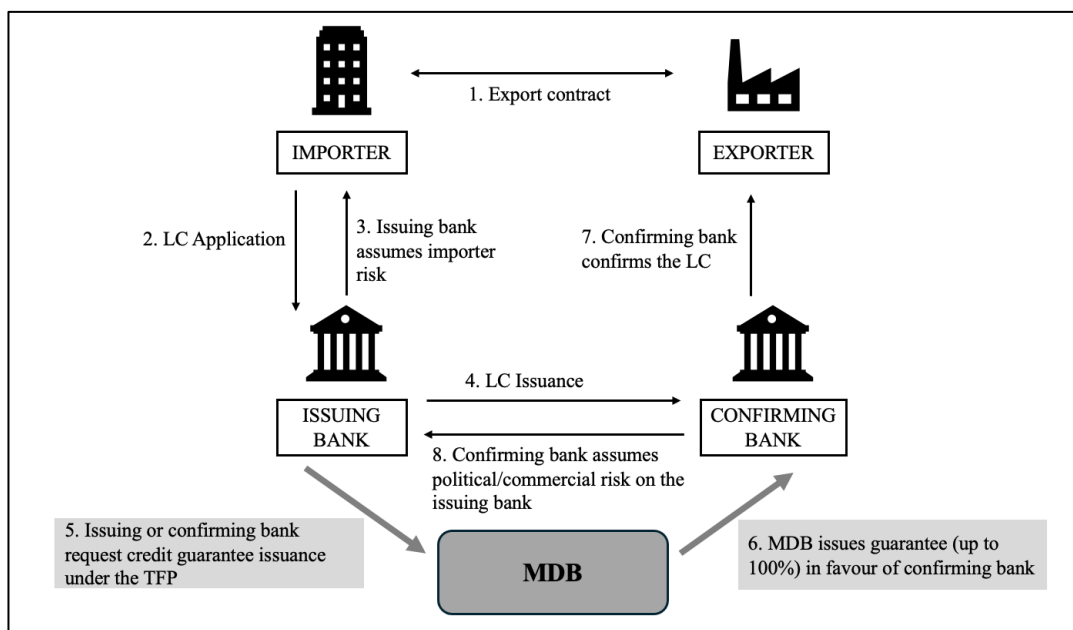 1. Export contract
IMPORTER
EXPORTER
2. LC Application
3. Issuing bank
assumes importer
risk
7. Confirming bank
confirms the LC
4. LC Issuance
ISSUING
BANK
CONFIRMING
BANK
8. Confirming bank assumes
political/commercial risk on the
issuing bank
5. Issuing or confirming bank
request credit guarantee issuance
under the TFP
MDB
6. MDB issues guarantee (up to
100%) in favour of confirming bank